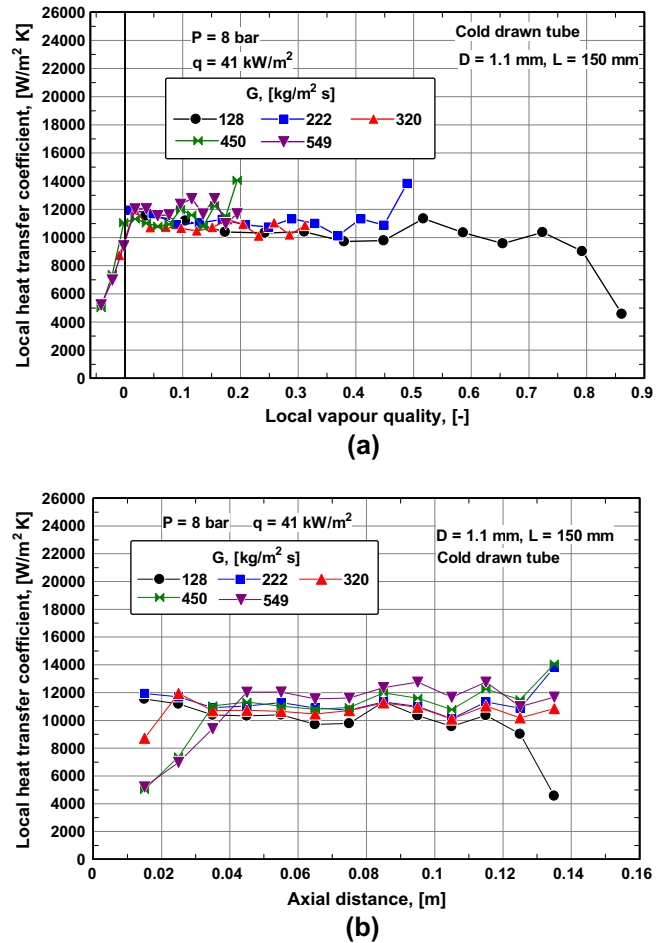 (a)
Local heat transfer coefficient, [W/m² K]
26000
24000
22000
20000
18000
16000
14000
12000
10000
8000
6000
4000
2000
0
P = 8 bar
q = 41 kW/m²
Cold drawn tube
D = 1.1 mm, L = 150 mm
G, [kg/m² s]
128 222 320
450 549
0 0.1 0.2 0.3 0.4 0.5 0.6 0.7 0.8 0.9
Local vapour quality, [-]
(a)
Local heat transfer coefficient, [W/m² K]
26000
24000
22000
20000
18000
16000
14000
12000
10000
8000
6000
4000
2000
0
P = 8 bar q = 41 kW/m²
D = 1.1 mm, L = 150 mm
Cold drawn tube
G, [kg/m² s]
128 222 320
450 549
0 0.02 0.04 0.06 0.08 0.1 0.12 0.14 0.16
Axial distance, [m]
(b)